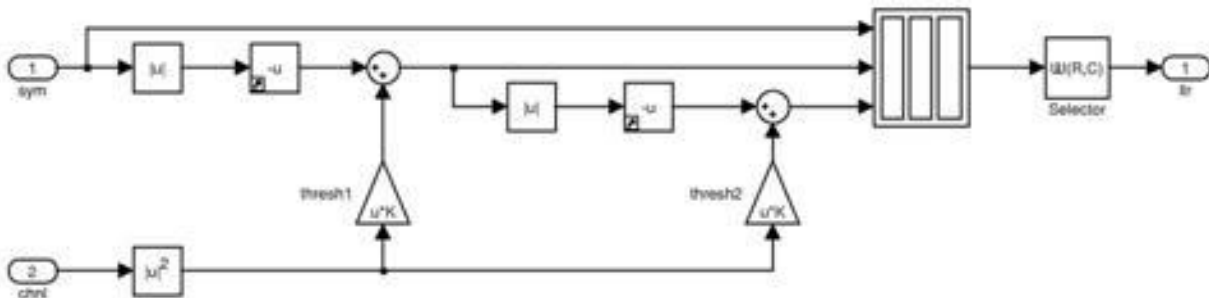 1
sym
|u|
-u
+
+
|u|
-u
+
+
thresh1
u*K
thresh2
u*K
2
chnl
|u|²
U(R,C)
Selector
1
llr